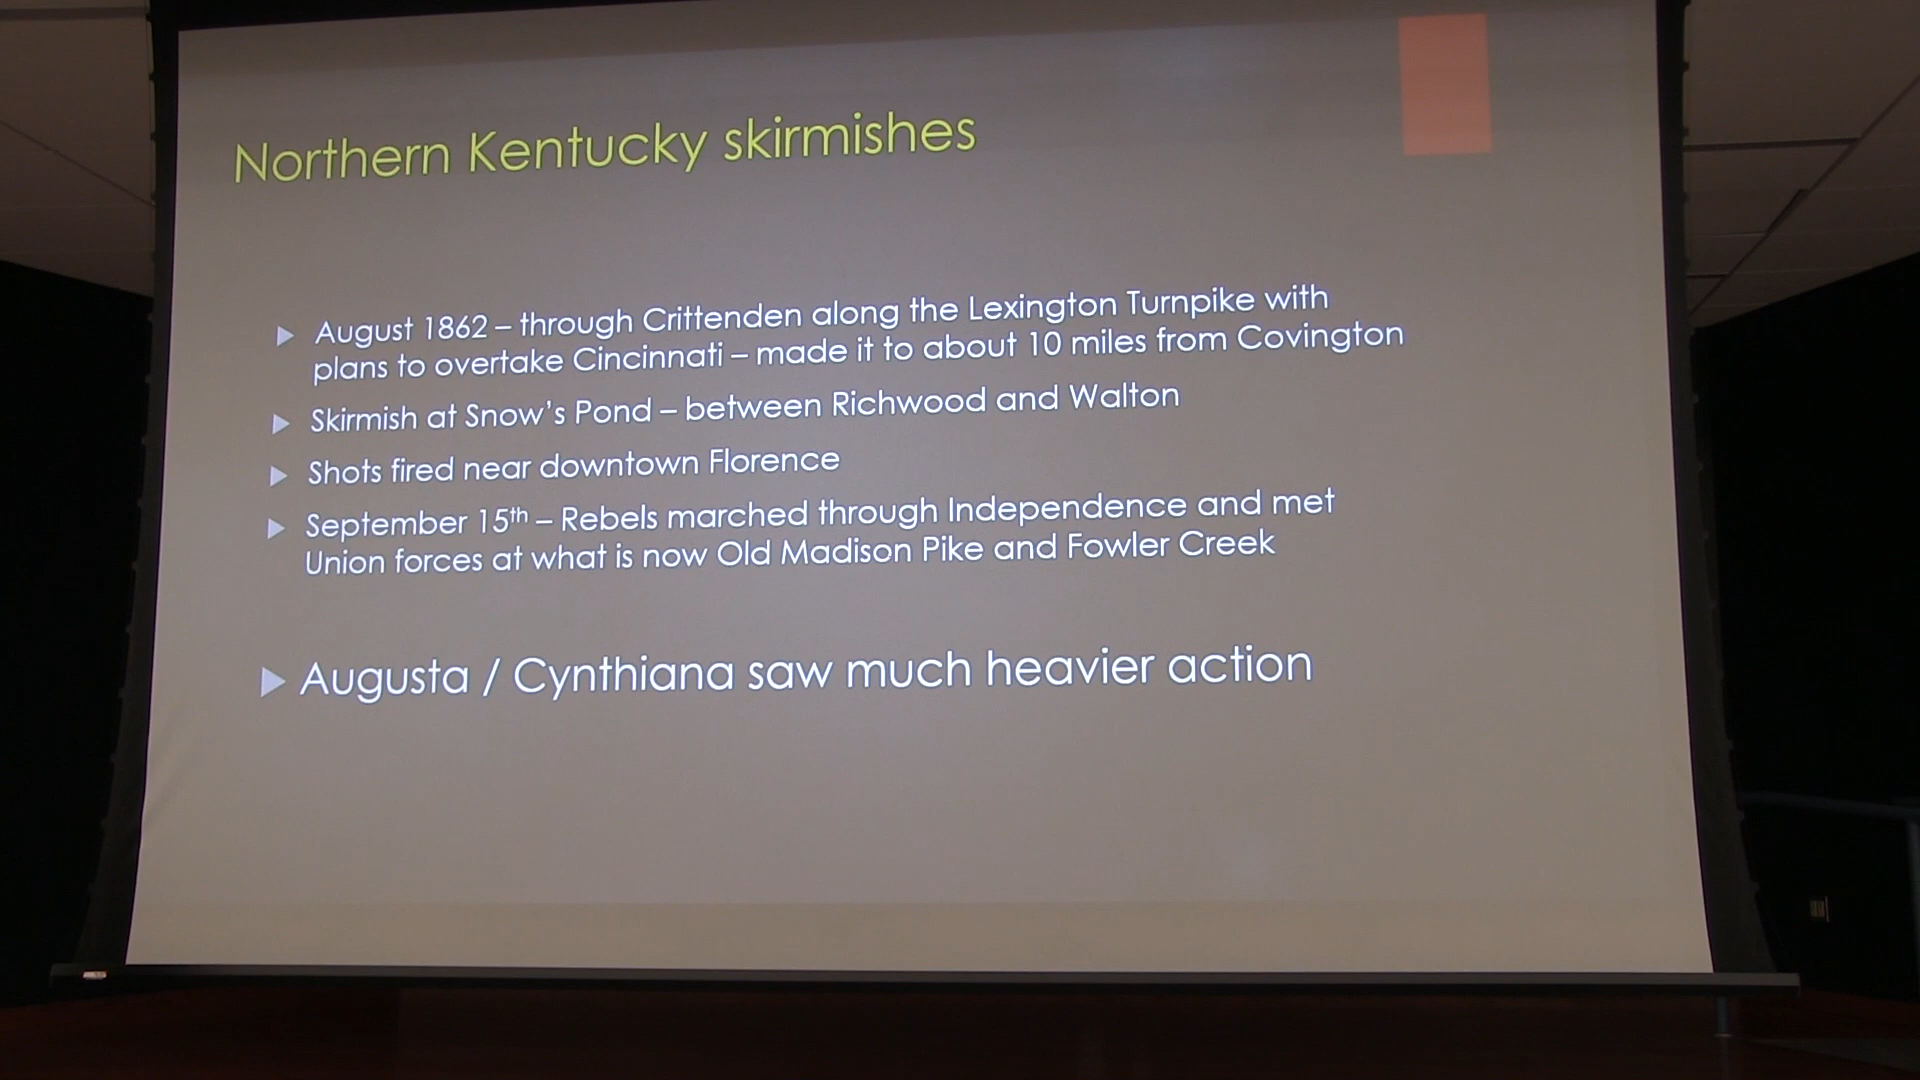 Northern Kentucky skirmishes
August 1862 – through Crittenden along the Lexington Turnpike with
plans to overtake Cincinnati – made it to about 10 miles from Covington
Skirmish at Snow's Pond – between Richwood and Walton
Shots fired near downtown Florence
September 15th – Rebels marched through Independence and met
Union forces at what is now Old Madison Pike and Fowler Creek
Augusta / Cynthiana saw much heavier action